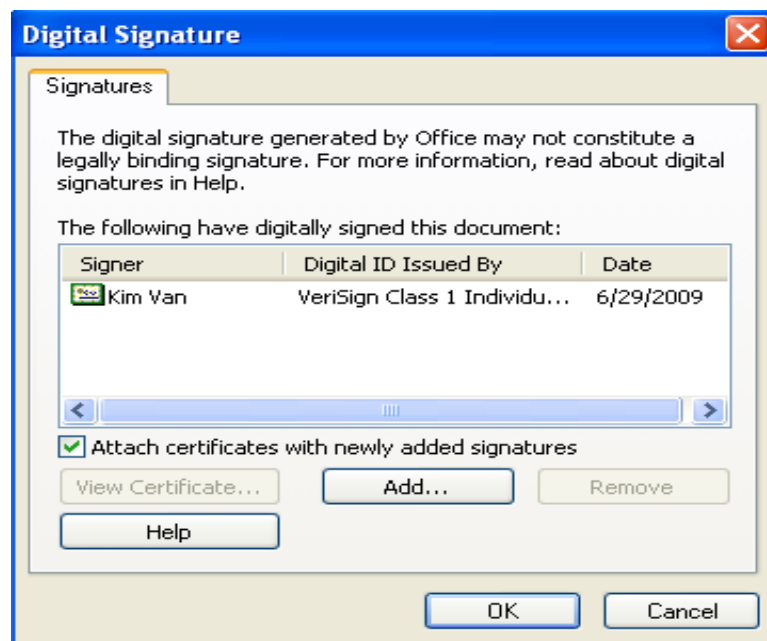 Digital Signature
Signatures
The digital signature generated by Office may not constitute a
legally binding signature. For more information, read about digital
signatures in Help.
The following have digitally signed this document:
Signer Digital ID Issued By Date
Kim Van VeriSign Class 1 Individu... 6/29/2009
Attach certificates with newly added signatures
View Certificate... Add... Remove
Help
OK Cancel